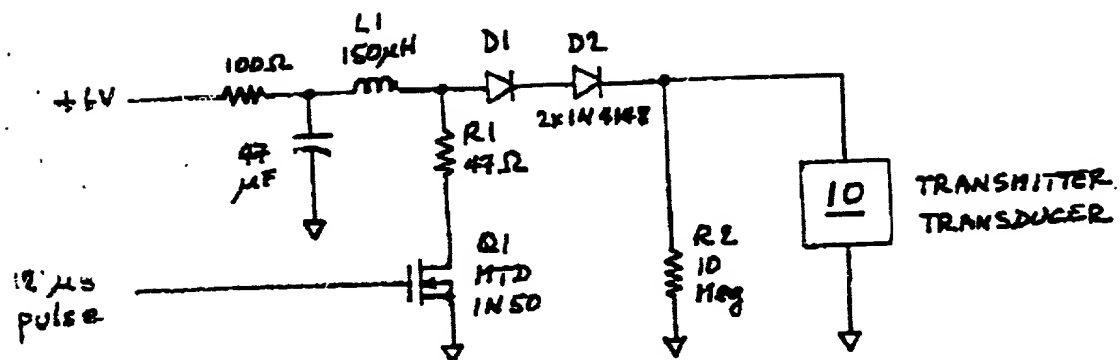 L1
150μH
D1
D2
100Ω
+6V
2x1N4148
R1
47Ω
47
μF
10
TRANSMITTER
TRANSDUCER
Q1
MTD
1N50
R2
10
Meg
12 μs
pulse